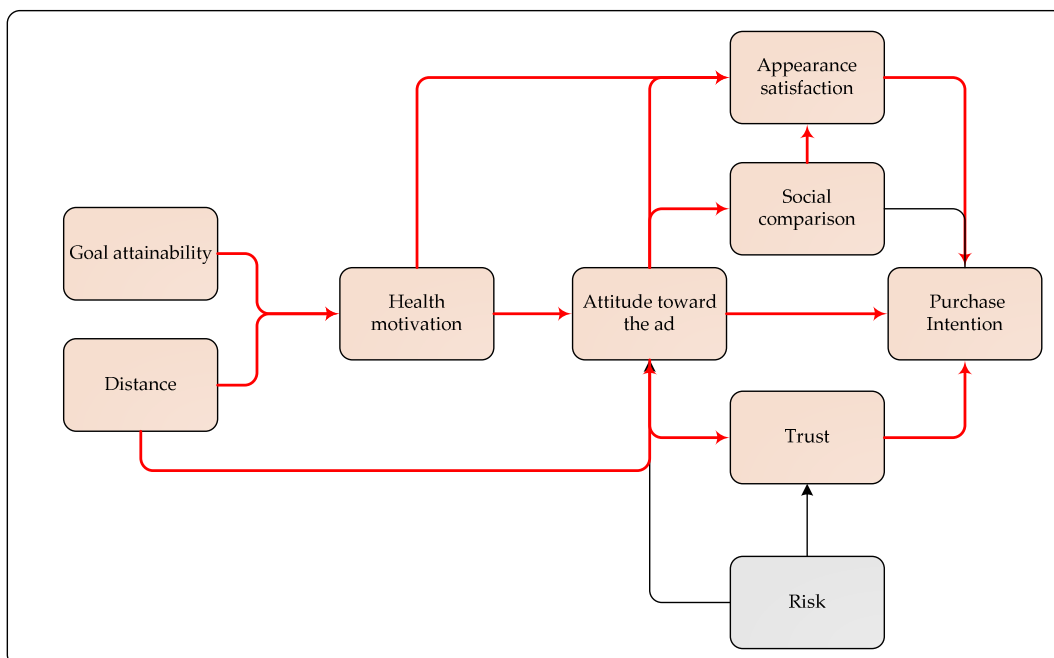 Appearance
satisfaction
Social
comparison
Goal attainability
Health
motivation
Attitude toward
the ad
Purchase
Intention
Distance
Trust
Risk